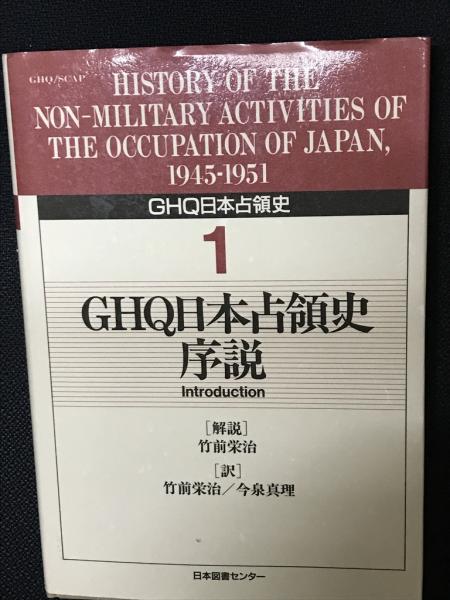 GHQ/SCAP
HISTORY OF THE
NON-MILITARY ACTIVITIES OF
THE OCCUPATION OF JAPAN,
1945-1951
GHQ日本占領史
1
GHQ日本占領史
序説
Introduction
［解説］
竹前栄治
［訳］
竹前栄治／今泉真理
日本図書センター